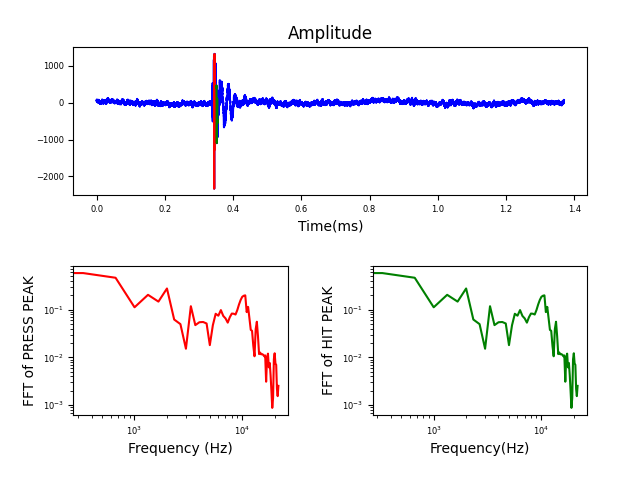 Amplitude
1000
0
−1000
−2000
0.0 0.2 0.4 0.6 0.8 1.0 1.2 1.4
Time(ms)
FFT of PRESS PEAK
10⁻¹
10⁻²
10⁻³
10³ 10⁴
Frequency (Hz)
FFT of HIT PEAK
10⁻¹
10⁻²
10⁻³
10³ 10⁴
Frequency(Hz)